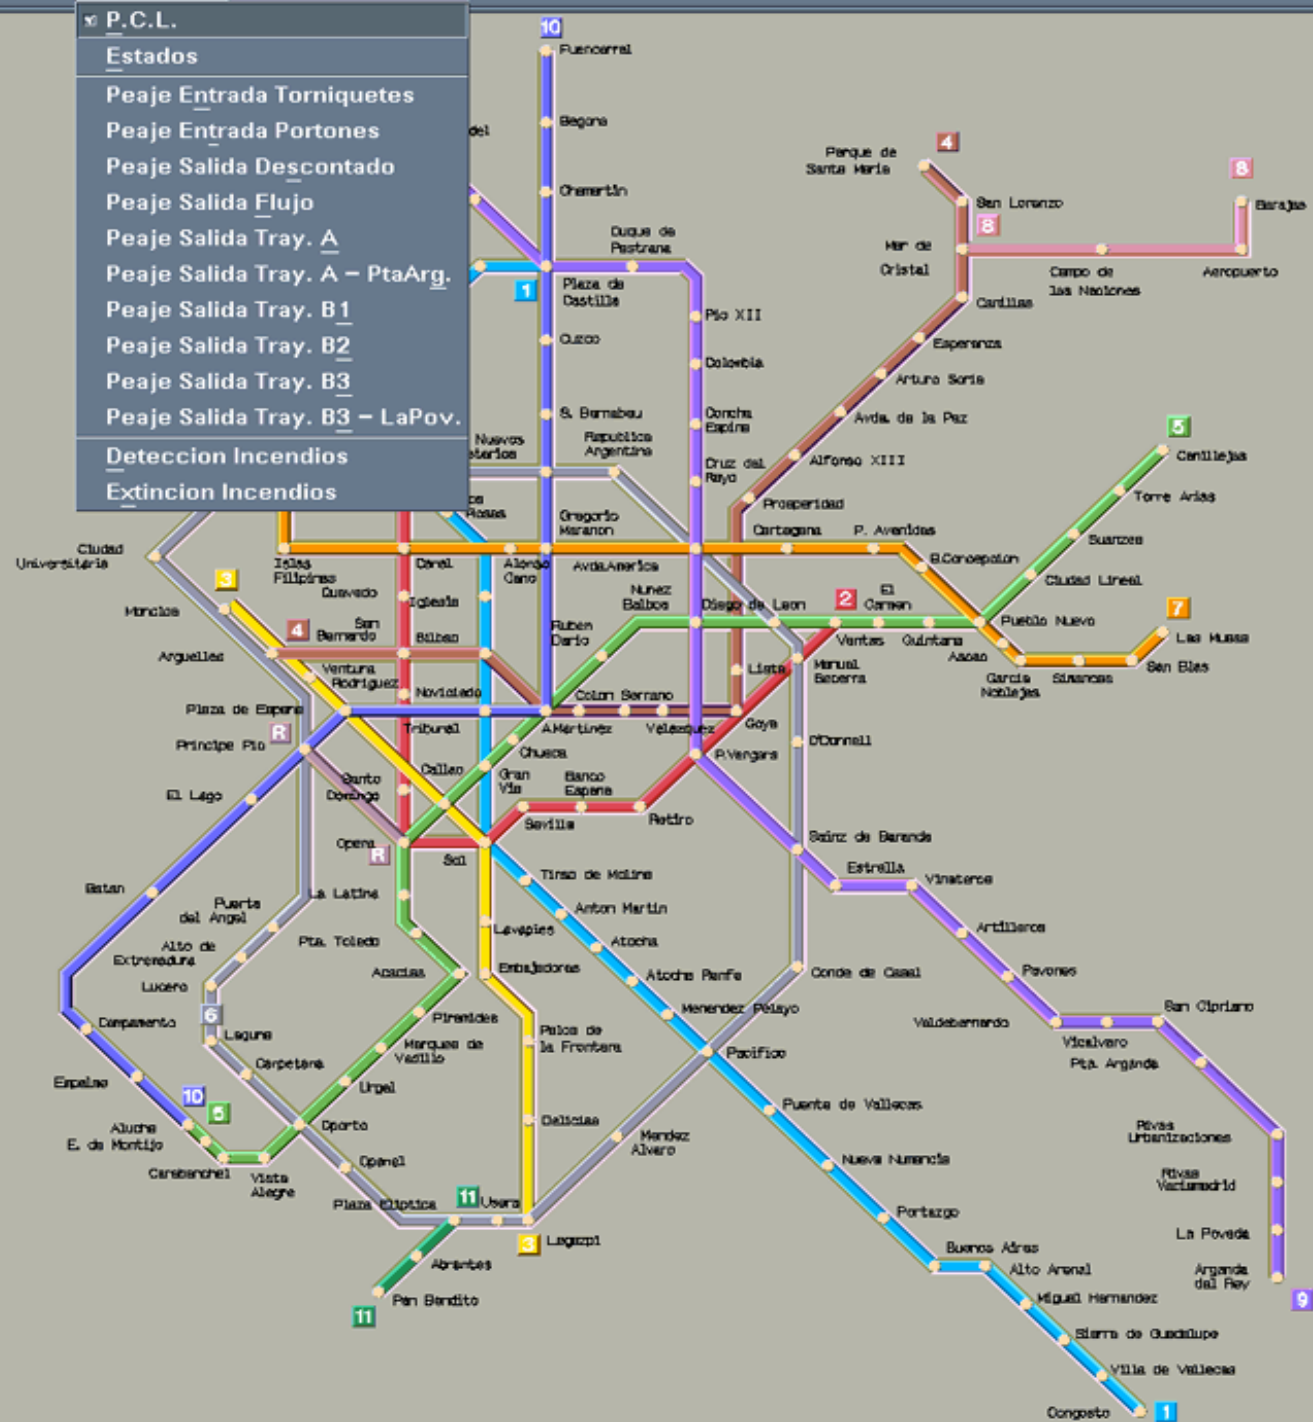 P.C.L.
Estados
Peaje Entrada Torniquetes
Peaje Entrada Portones
Peaje Salida Descontado
Peaje Salida Flujo
Peaje Salida Tray. A
Peaje Salida Tray. A - PtaArg.
Peaje Salida Tray. B1
Peaje Salida Tray. B2
Peaje Salida Tray. B3
Peaje Salida Tray. B3 - LaPov.
Deteccion Incendios
Extincion Incendios
10
Fuencarral
Begona
del
Chamartin
4
Parque de
Santa Maria
8
Barajas
San Lorenzo
8
Mar de
Cristal
Campo de
las Naciones
Aeropuerto
Duque de
Pastrana
1
Plaza de
Castilla
Canillas
Pio XII
Cuzco
Esperanza
Colombia
Arturo Soria
S. Bernabeu
Concha
Espina
Avda. de la Paz
5
Nuevos
sterios
Republica
Argentina
Canillejas
Cruz del
Rayo
Alfonso XIII
Torre Arias
os
Rosas
Prosperidad
Gregorio
Maranon
Cartagena
P. Avenidas
Suanzes
Ciudad
Universitaria
B.Concepcion
Islas
Filipinas
Canal
Alonso
Cano
Avda.America
Ciudad Lineal
3
Quevedo
Iglesia
Nunez
Balboa
Diego de Leon
2
El
Carmen
7
Moncloa
4
San
Bernardo
Bilbao
Ruben
Dario
Ventas
Quintana
Pueblo Nuevo
Las Musas
Arguelles
Ascao
Ventura
Rodriguez
Lista
Manuel
Becerra
Garcia
Noblejas
Simancas
San Blas
Noviciado
Colon
Serrano
Plaza de Espana
Tribunal
A.Martinez
Velazquez
Goya
R
Principe Pio
Chueca
P.Vergara
O'Donnell
Santo
Domingo
Callao
Gran
Via
Banco
Espana
El Lago
Sevilla
Retiro
Opera
R
Sol
Sainz de Baranda
Tirso de Molina
Estrella
Vinateros
Batan
Puerta
del Angel
La Latina
Anton Martin
Lavapies
Artilleros
Alto de
Extremadura
Pta. Toledo
Atocha
Acacias
Embajadores
Atocha Renfe
Conde de Casal
Pavones
Lucero
6
Campamento
Laguna
Piramides
Menendez Pelayo
San Cipriano
Valdebernardo
Palos de
la Frontera
Vicalvaro
Marques de
Vadillo
Pacifico
Pta. Arganda
Carpetana
Empalme
Urgel
10
5
Puente de Vallecas
Aluche
E. de Montijo
Oporto
Delicias
Mendez
Alvaro
Rivas
Urbanizaciones
Carabanchel
Vista
Alegre
Opanel
Nueva Numancia
Rivas
Vaciamadrid
Plaza Eliptica
11
Usera
Portazgo
La Poveda
3
Legazpi
Buenos Aires
Abrantes
Alto Arenal
Arganda
del Rey
Pan Bendito
11
Miguel Hernandez
9
Sierra de Guadalupe
Villa de Vallecas
Congosto
1